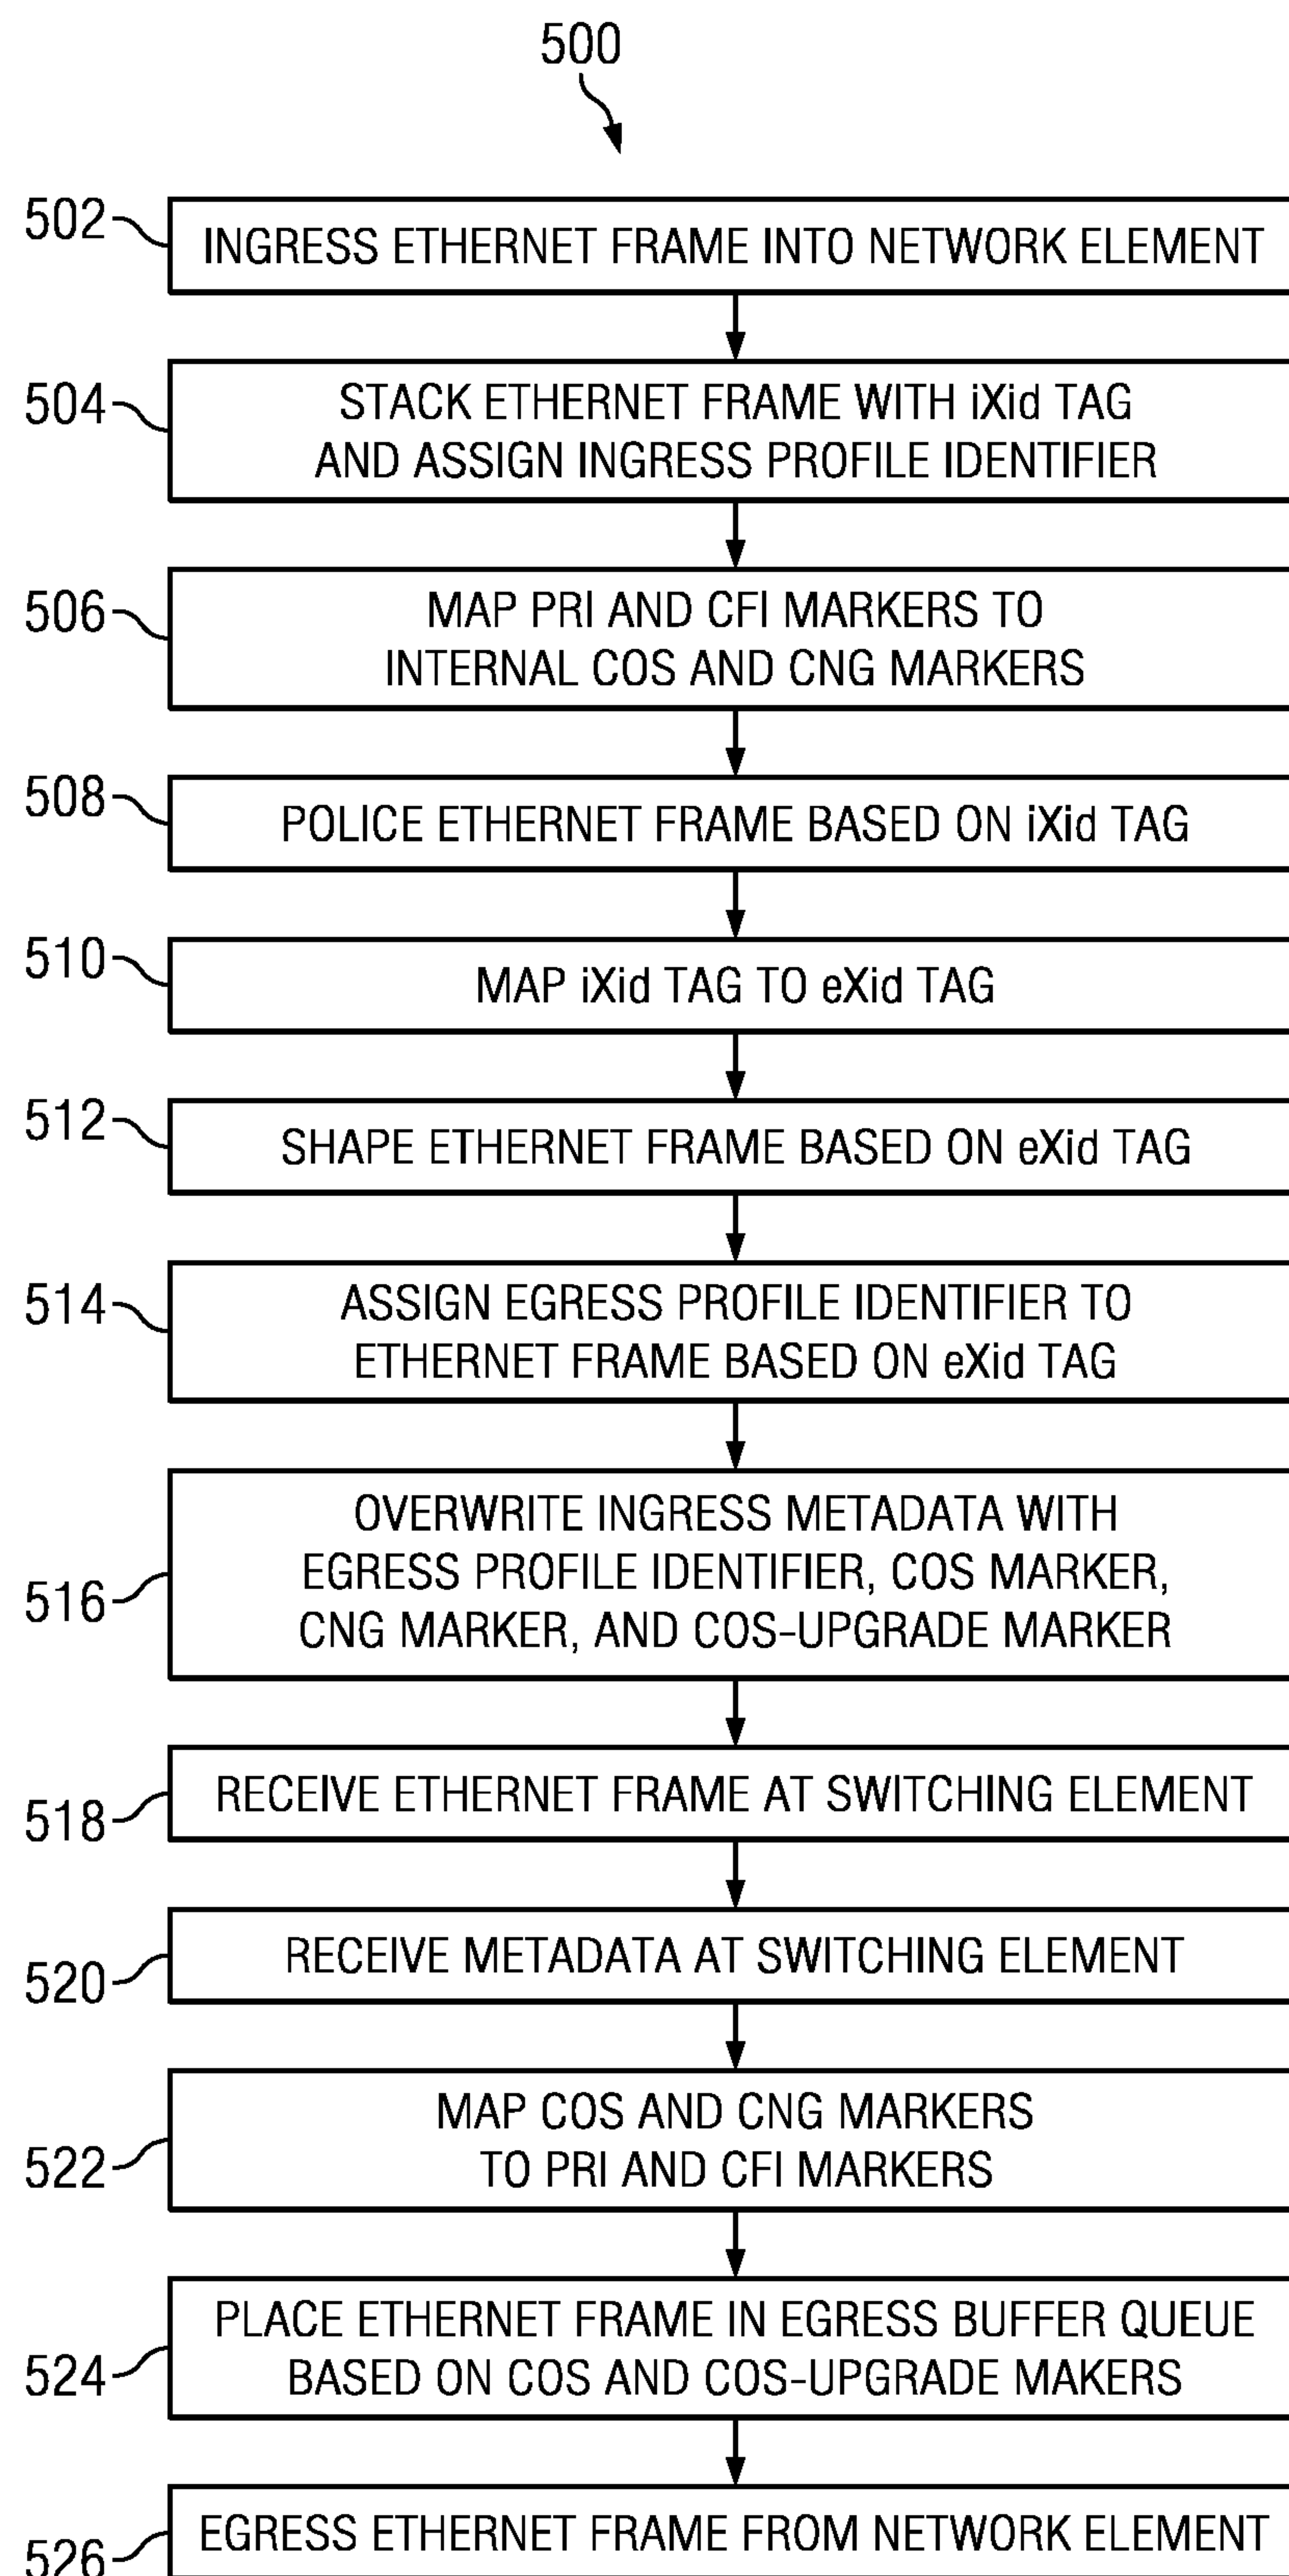 500
502
INGRESS ETHERNET FRAME INTO NETWORK ELEMENT
504
STACK ETHERNET FRAME WITH iXid TAG
AND ASSIGN INGRESS PROFILE IDENTIFIER
506
MAP PRI AND CFI MARKERS TO
INTERNAL COS AND CNG MARKERS
508
POLICE ETHERNET FRAME BASED ON iXid TAG
510
MAP iXid TAG TO eXid TAG
512
SHAPE ETHERNET FRAME BASED ON eXid TAG
514
ASSIGN EGRESS PROFILE IDENTIFIER TO
ETHERNET FRAME BASED ON eXid TAG
516
OVERWRITE INGRESS METADATA WITH
EGRESS PROFILE IDENTIFIER, COS MARKER,
CNG MARKER, AND COS-UPGRADE MARKER
518
RECEIVE ETHERNET FRAME AT SWITCHING ELEMENT
520
RECEIVE METADATA AT SWITCHING ELEMENT
522
MAP COS AND CNG MARKERS
TO PRI AND CFI MARKERS
524
PLACE ETHERNET FRAME IN EGRESS BUFFER QUEUE
BASED ON COS AND COS-UPGRADE MAKERS
526
EGRESS ETHERNET FRAME FROM NETWORK ELEMENT